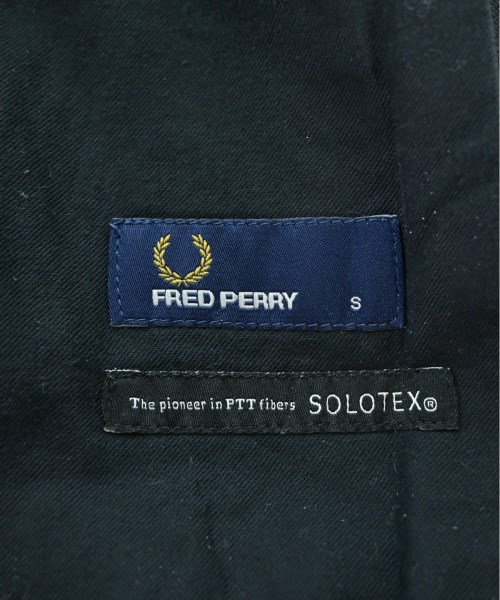 FRED PERRY S
The pioneer in PTT fibers SOLOTEX®